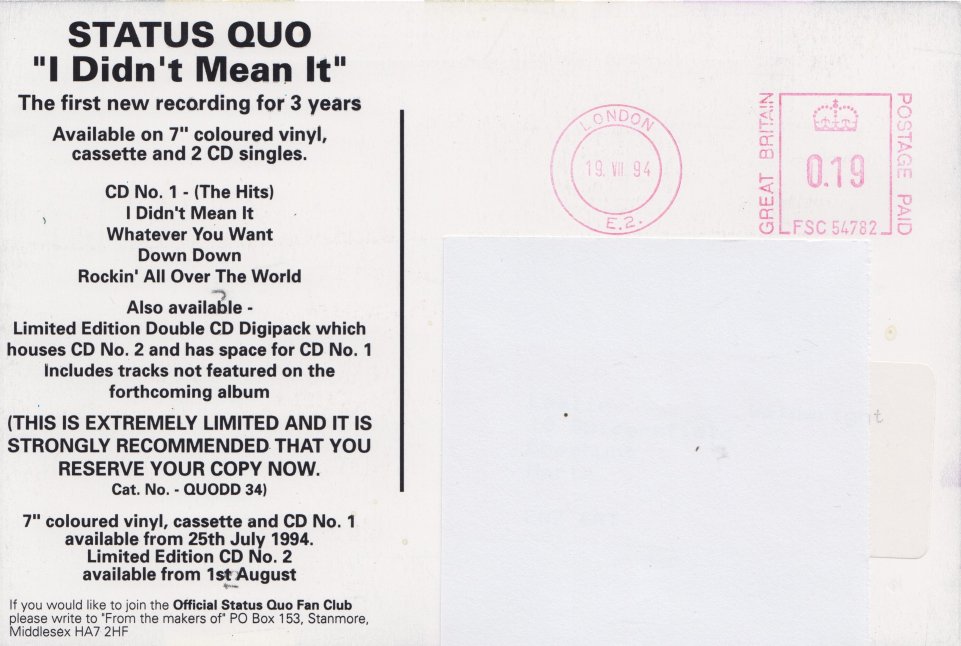 STATUS QUO
"I Didn't Mean It"
The first new recording for 3 years
Available on 7" coloured vinyl,
cassette and 2 CD singles.
CD No. 1 - (The Hits)
I Didn't Mean It
Whatever You Want
Down Down
Rockin' All Over The World
Also available -
Limited Edition Double CD Digipack which
houses CD No. 2 and has space for CD No. 1
Includes tracks not featured on the
forthcoming album
(THIS IS EXTREMELY LIMITED AND IT IS
STRONGLY RECOMMENDED THAT YOU
RESERVE YOUR COPY NOW.
Cat. No. - QUODD 34)
7" coloured vinyl, cassette and CD No. 1
available from 25th July 1994.
Limited Edition CD No. 2
available from 1st August
If you would like to join the Official Status Quo Fan Club
please write to "From the makers of" PO Box 153, Stanmore,
Middlesex HA7 2HF
LONDON
19. VII. 94
E.2.
GREAT BRITAIN
0.19
FSC 54782
POSTAGE PAID